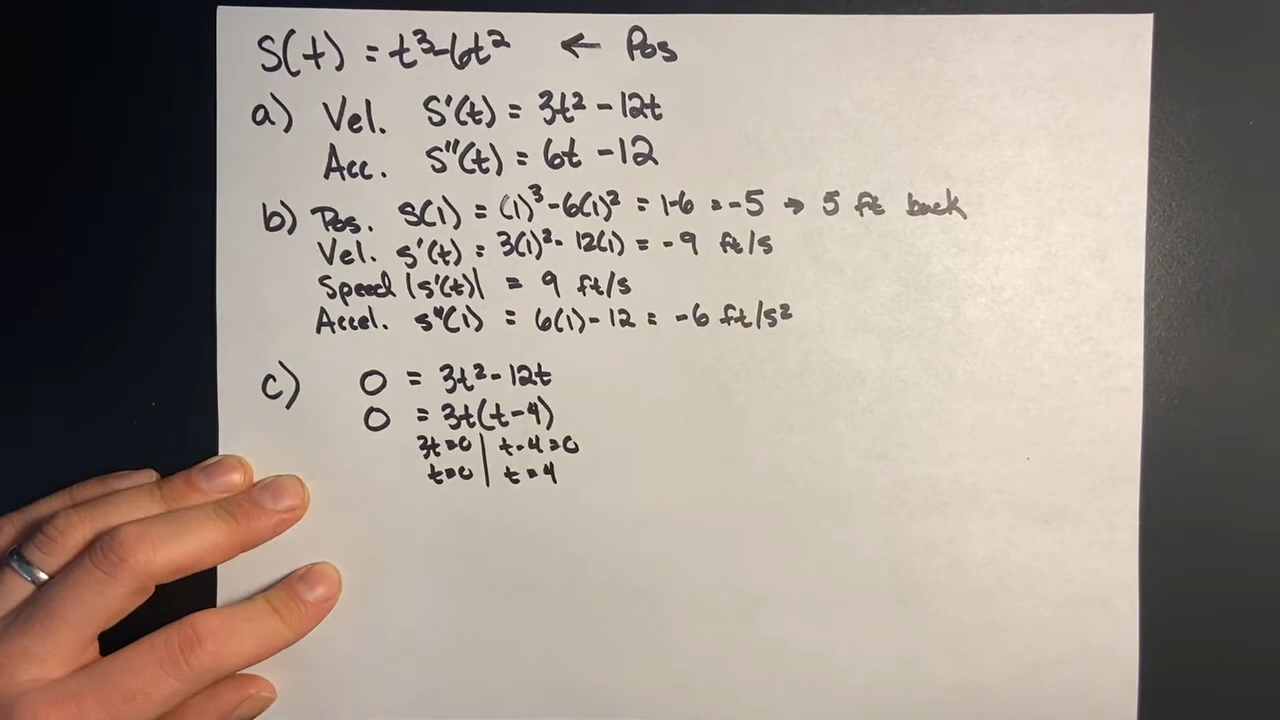 S(t) = t³-6t² ← Pos
a) Vel. S'(t) = 3t² - 12t
Acc. S"(t) = 6t - 12
b) Pos. S(1) = (1)³ - 6(1)² = 1-6 = -5 → 5 ft back
Vel. s'(t) = 3(1)² - 12(1) = -9 ft/s
Speed |s'(t)| = 9 ft/s
Accel. s"(1) = 6(1) - 12 = -6 ft/s²
c) 0 = 3t² - 12t
0 = 3t(t-4)
3t=0 | t-4=0
t=0 | t=4